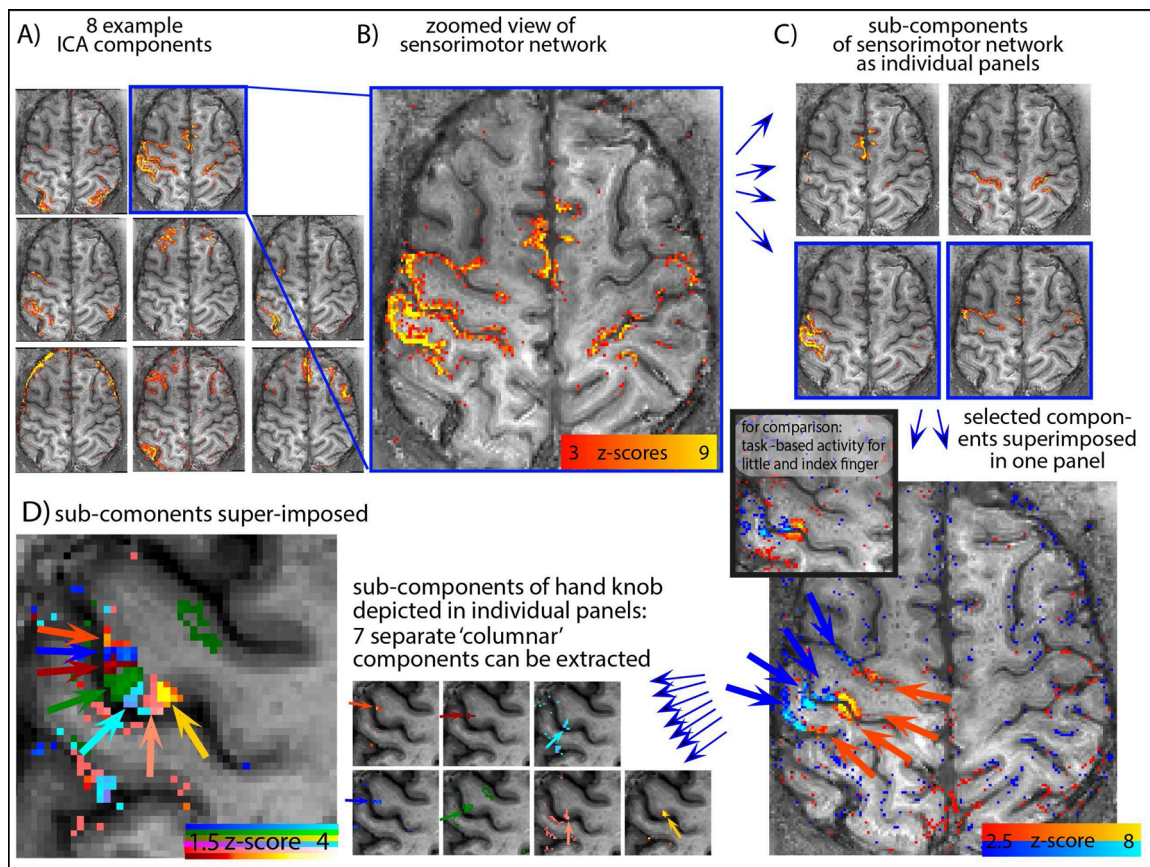 A)
8 example
ICA components
B)
zoomed view of
sensorimotor network
C)
sub-components
of sensorimotor network
as individual panels
3 z-scores 9
for comparison:
task -based activity for
little and index finger
selected compon-
ents superimposed
in one panel
D) sub-comonents super-imposed
1.5 z-score 4
sub-components of hand knob
depicted in individual panels:
7 separate 'columnar'
components can be extracted
2.5 z-score 8